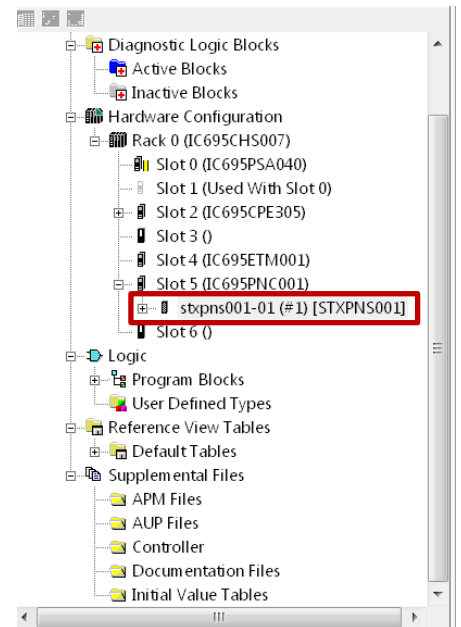 Diagnostic Logic Blocks
Active Blocks
Inactive Blocks
Hardware Configuration
Rack 0 (IC695CHS007)
Slot 0 (IC695PSA040)
Slot 1 (Used With Slot 0)
Slot 2 (IC695CPE305)
Slot 3 ()
Slot 4 (IC695ETM001)
Slot 5 (IC695PNC001)
stxpns001-01 (#1) [STXPNS001]
Slot 6 ()
Logic
Program Blocks
User Defined Types
Reference View Tables
Default Tables
Supplemental Files
APM Files
AUP Files
Controller
Documentation Files
Initial Value Tables